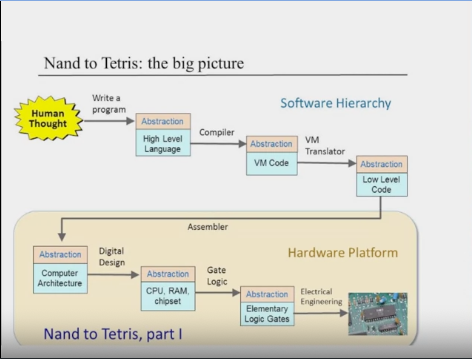 Nand to Tetris: the big picture
Human
Thought
Write a
program
Software Hierarchy
Abstraction
High Level
Language
Compiler
Abstraction
VM Code
VM
Translator
Abstraction
Low Level
Code
Assembler
Hardware Platform
Abstraction
Computer
Architecture
Digital
Design
Abstraction
CPU, RAM,
chipset
Gate
Logic
Abstraction
Elementary
Logic Gates
Electrical
Engineering
Nand to Tetris, part I